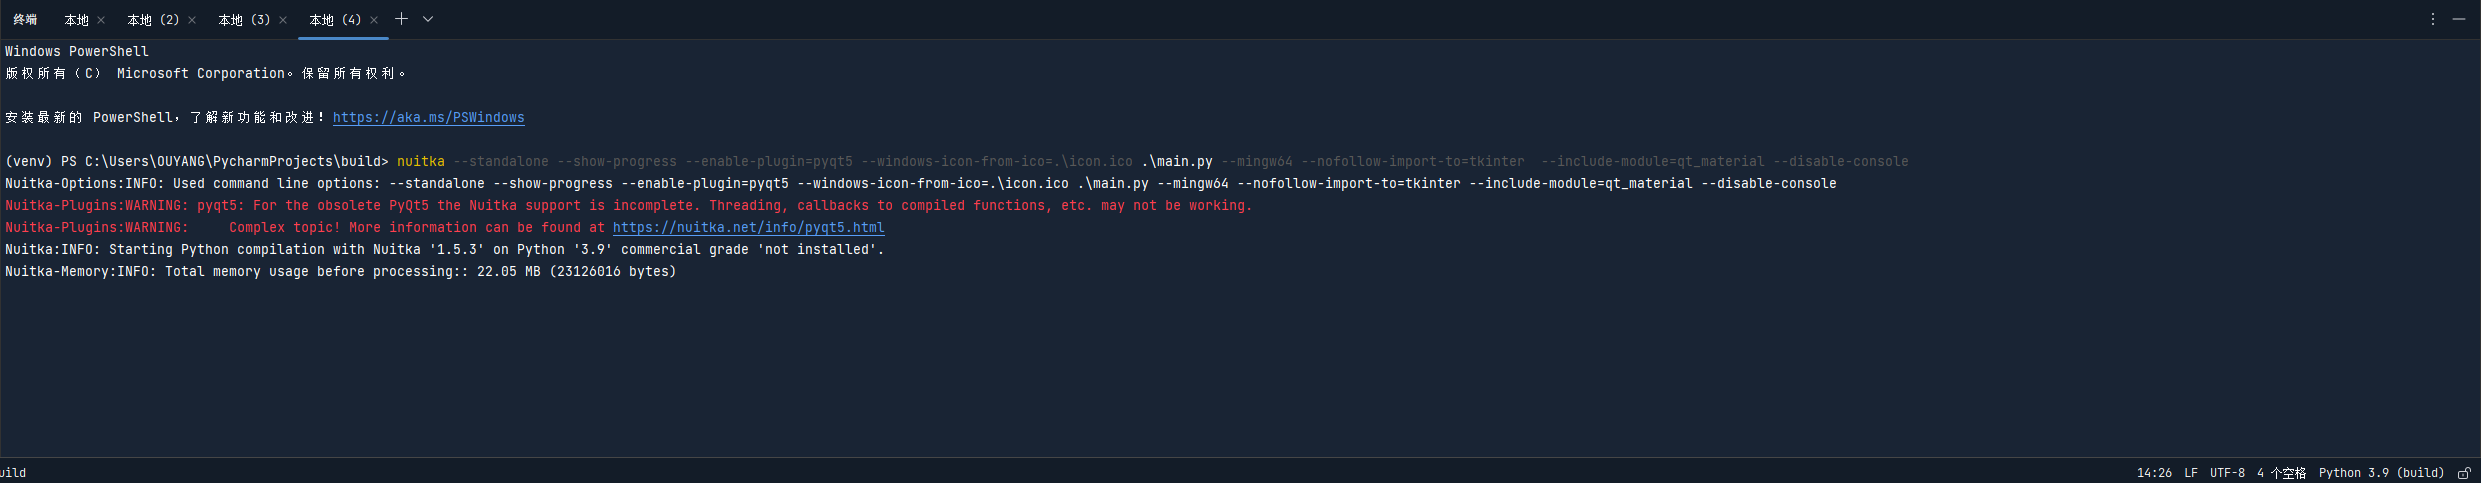 终端 本地 本地 (2) 本地 (3) 本地 (4)
Windows PowerShell
版权所有（C） Microsoft Corporation。保留所有权利。
安装最新的 PowerShell，了解新功能和改进！https://aka.ms/PSWindows
(venv) PS C:\Users\OUYANG\PycharmProjects\build> nuitka --standalone --show-progress --enable-plugin=pyqt5 --windows-icon-from-ico=.\icon.ico .\main.py --mingw64 --nofollow-import-to=tkinter  --include-module=qt_material --disable-console
Nuitka-Options:INFO: Used command line options: --standalone --show-progress --enable-plugin=pyqt5 --windows-icon-from-ico=.\icon.ico .\main.py --mingw64 --nofollow-import-to=tkinter --include-module=qt_material --disable-console
Nuitka-Plugins:WARNING: pyqt5: For the obsolete PyQt5 the Nuitka support is incomplete. Threading, callbacks to compiled functions, etc. may not be working.
Nuitka-Plugins:WARNING:     Complex topic! More information can be found at https://nuitka.net/info/pyqt5.html
Nuitka:INFO: Starting Python compilation with Nuitka '1.5.3' on Python '3.9' commercial grade 'not installed'.
Nuitka-Memory:INFO: Total memory usage before processing:: 22.05 MB (23126016 bytes)
uild 14:26 LF UTF-8 4 个空格 Python 3.9 (build)